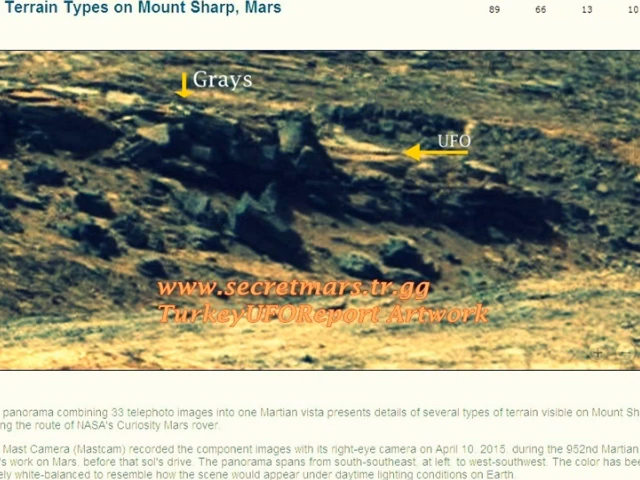 Terrain Types on Mount Sharp, Mars
89 66 13 10
Grays
UFO
www.secretmars.tr.gg
TurkeyUFOReport Artwork
panorama combining 33 telephoto images into one Martian vista presents details of several types of terrain visible on Mount Sh
ng the route of NASA's Curiosity Mars rover.
Mast Camera (Mastcam) recorded the component images with its right-eye camera on April 10, 2015, during the 952nd Martian
's work on Mars, before that sol's drive. The panorama spans from south-southeast, at left, to west-southwest. The color has bee
ely white-balanced to resemble how the scene would appear under daytime lighting conditions on Earth.